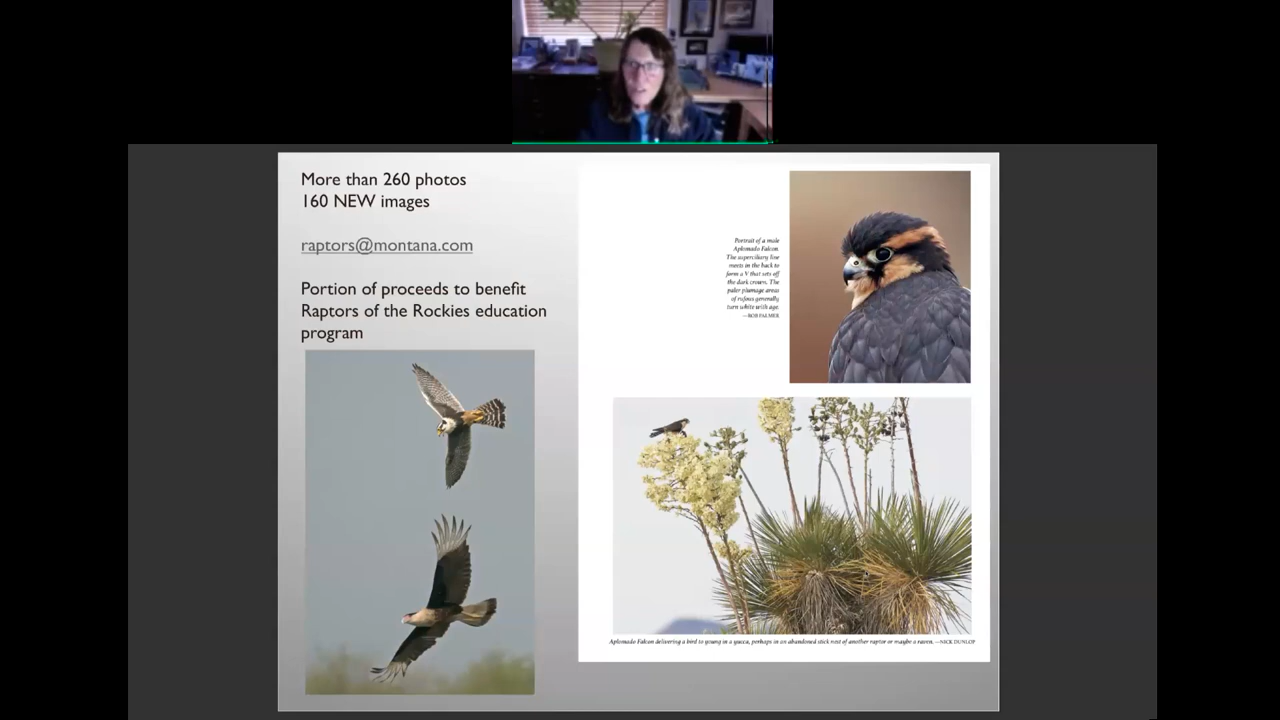 More than 260 photos
160 NEW images
raptors@montana.com
Portion of proceeds to benefit
Raptors of the Rockies education
program
Portrait of a male
Aplomado Falcon.
The superciliary line
meets in the back to
form a V that sets off
the dark crown. The
paler plumage areas
of rufous generally
turn white with age.
—ROB PALMER
Aplomado Falcon delivering a bird to young in a yucca, perhaps in an abandoned stick nest of another raptor or maybe a raven. —NICK DUNLOP